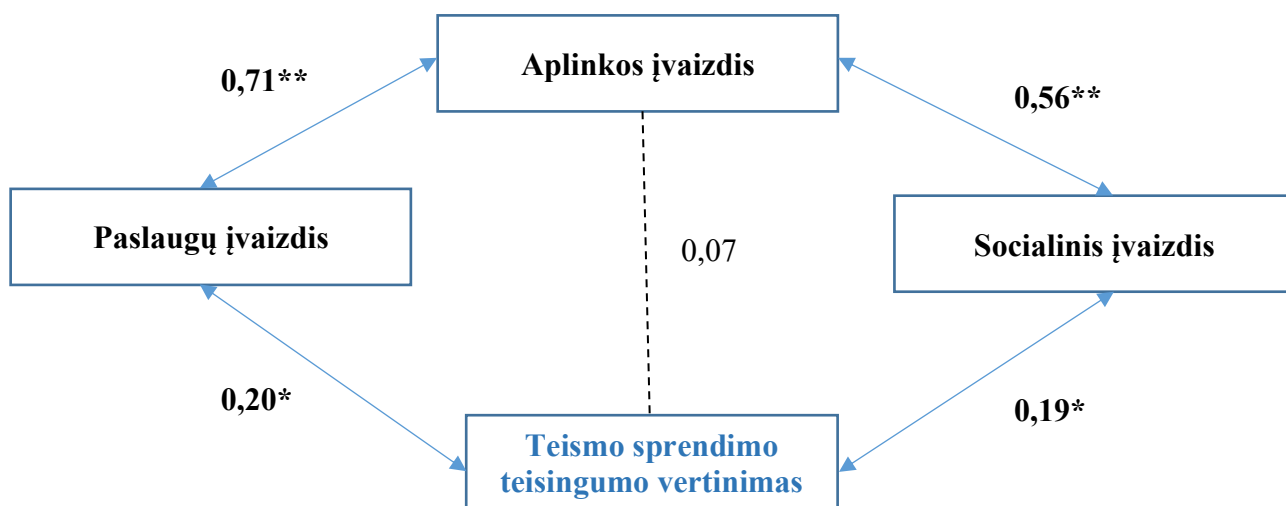 Aplinkos įvaizdis
0,71**
0,56**
Paslaugų įvaizdis
0,07
Socialinis įvaizdis
0,20*
0,19*
Teismo sprendimo
teisingumo vertinimas